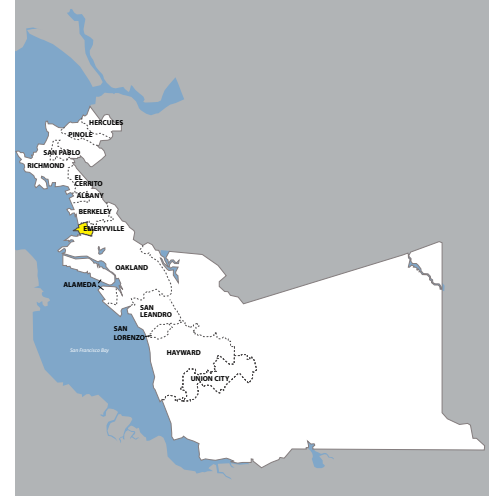 HERCULES
PINOLE
SAN PABLO
RICHMOND
EL
CERRITO
ALBANY
BERKELEY
EMERYVILLE
OAKLAND
ALAMEDA
SAN
LEANDRO
SAN
LORENZO
San Francisco Bay
HAYWARD
UNION CITY